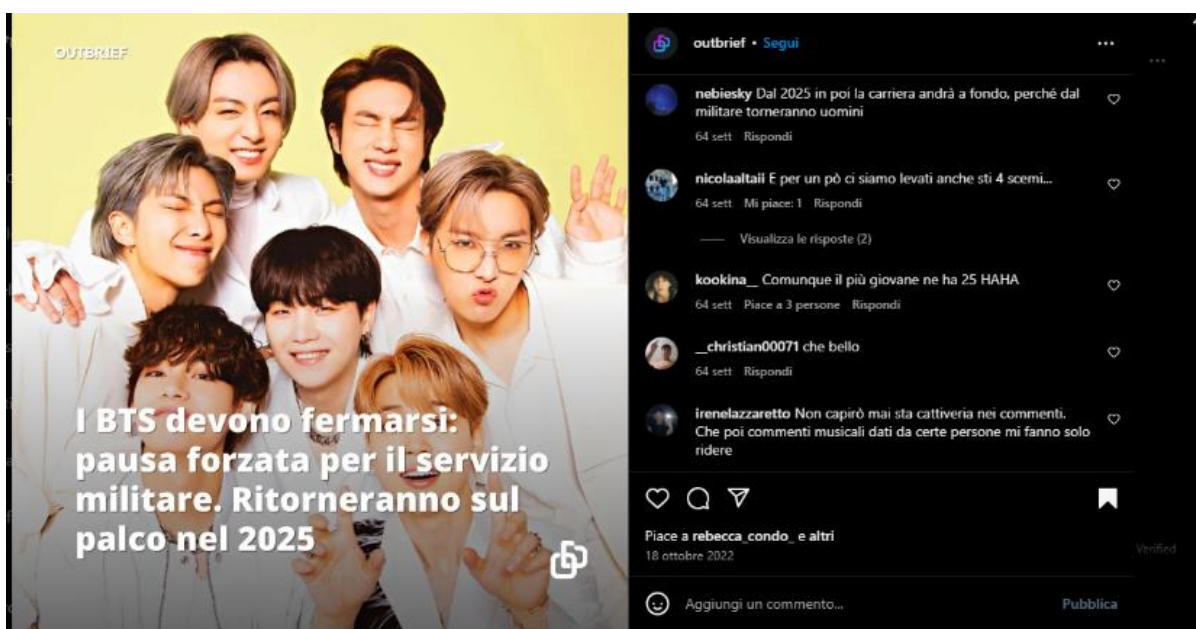 OUTBRIEF
I BTS devono fermarsi:
pausa forzata per il servizio
militare. Ritorneranno sul
palco nel 2025
outbrief • Segui
nebiesky Dal 2025 in poi la carriera andrà a fondo, perché dal
militare torneranno uomini
64 sett Rispondi
nicolaaltaii E per un pò ci siamo levati anche sti 4 scemi...
64 sett Mi piace: 1 Rispondi
Visualizza le risposte (2)
kookina__ Comunque il più giovane ne ha 25 HAHA
64 sett Piace a 3 persone Rispondi
__christian00071 che bello
64 sett Rispondi
irenelazzaretto Non capirò mai sta cattiveria nei commenti.
Che poi commenti musicali dati da certe persone mi fanno solo
ridere
Piace a rebecca_condo_ e altri
18 ottobre 2022
Verified
Aggiungi un commento...
Pubblica